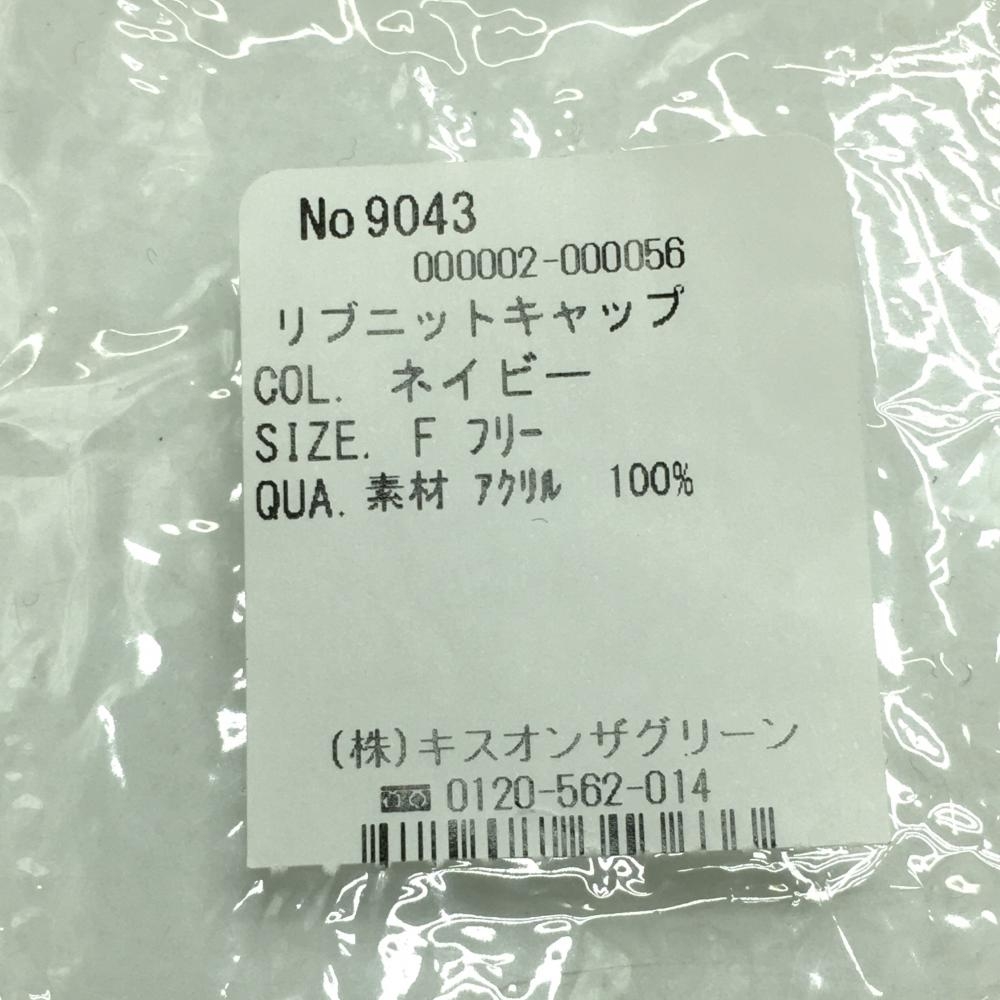 No 9043
000002-000056
リブニットキャップ
COL. ネイビー
SIZE. F フリー
QUA. 素材 アクリル 100%
(株)キスオンザグリーン
0120-562-014